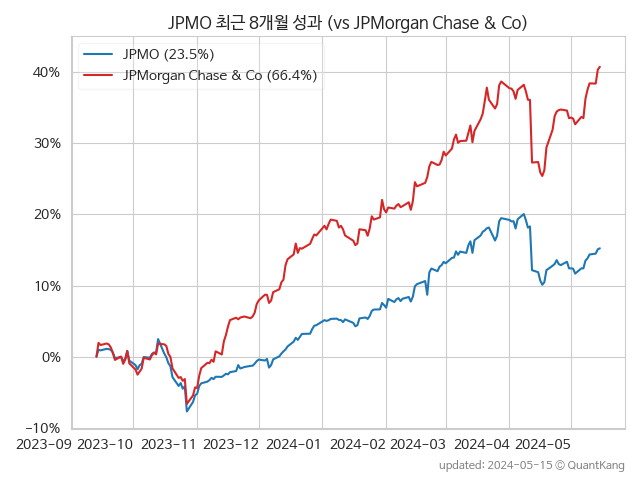 JPMO 최근 8개월 성과 (vs JPMorgan Chase & Co)
JPMO (23.5%)
JPMorgan Chase & Co (66.4%)
40%
30%
20%
10%
0%
−10%
2023-09 2023-10 2023-11 2023-12 2024-01 2024-02 2024-03 2024-04 2024-05
updated: 2024-05-15 © QuantKang